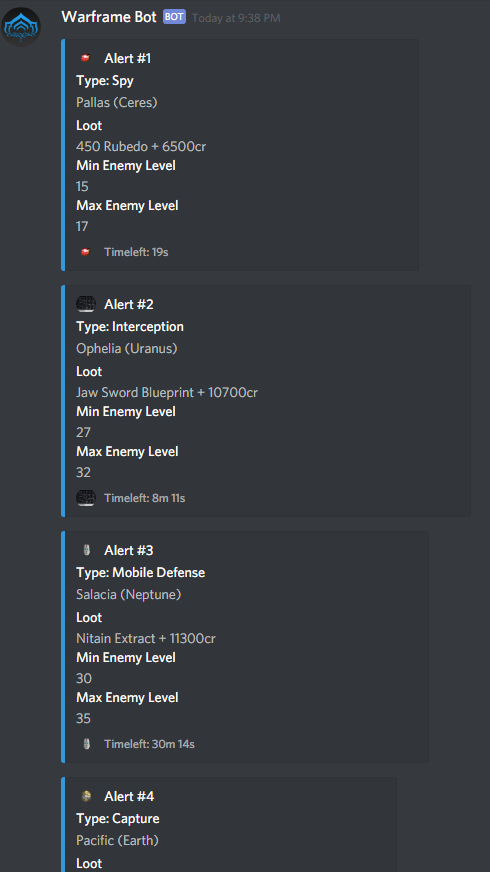 Warframe Bot BOT Today at 9:38 PM
Alert #1
Type: Spy
Pallas (Ceres)
Loot
450 Rubedo + 6500cr
Min Enemy Level
15
Max Enemy Level
17
Timeleft: 19s
Alert #2
Type: Interception
Ophelia (Uranus)
Loot
Jaw Sword Blueprint + 10700cr
Min Enemy Level
27
Max Enemy Level
32
Timeleft: 8m 11s
Alert #3
Type: Mobile Defense
Salacia (Neptune)
Loot
Nitain Extract + 11300cr
Min Enemy Level
30
Max Enemy Level
35
Timeleft: 30m 14s
Alert #4
Type: Capture
Pacific (Earth)
Loot